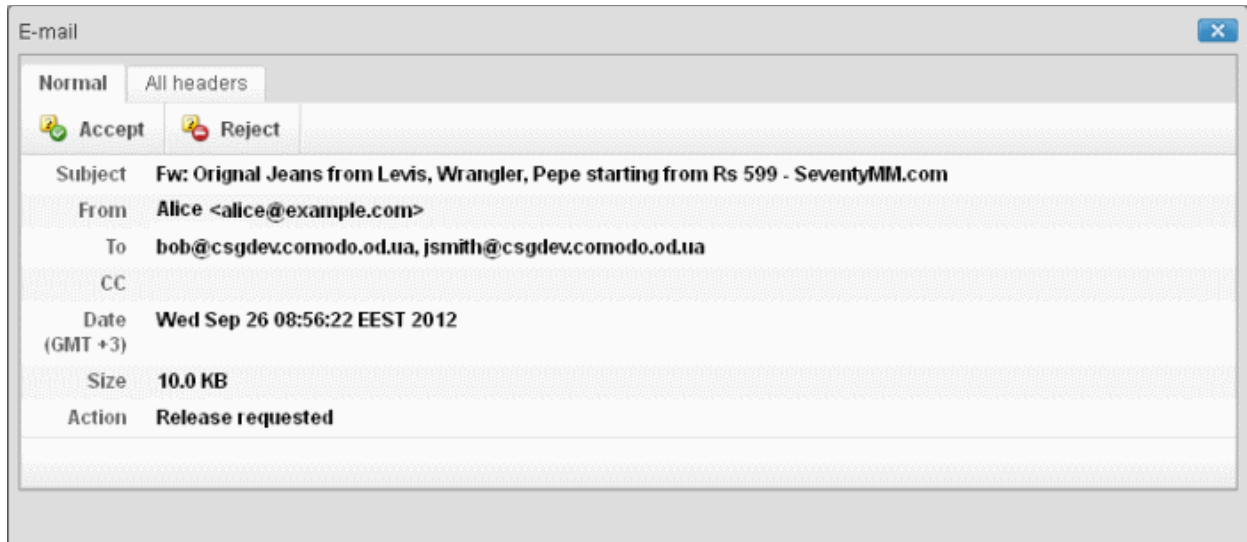 E-mail
Normal All headers
Accept Reject
Subject Fw: Orignal Jeans from Levis, Wrangler, Pepe starting from Rs 599 - SeventyMM.com
From Alice <alice@example.com>
To bob@csgdev.comodo.od.ua, jsmith@csgdev.comodo.od.ua
CC
Date Wed Sep 26 08:56:22 EEST 2012
(GMT +3)
Size 10.0 KB
Action Release requested